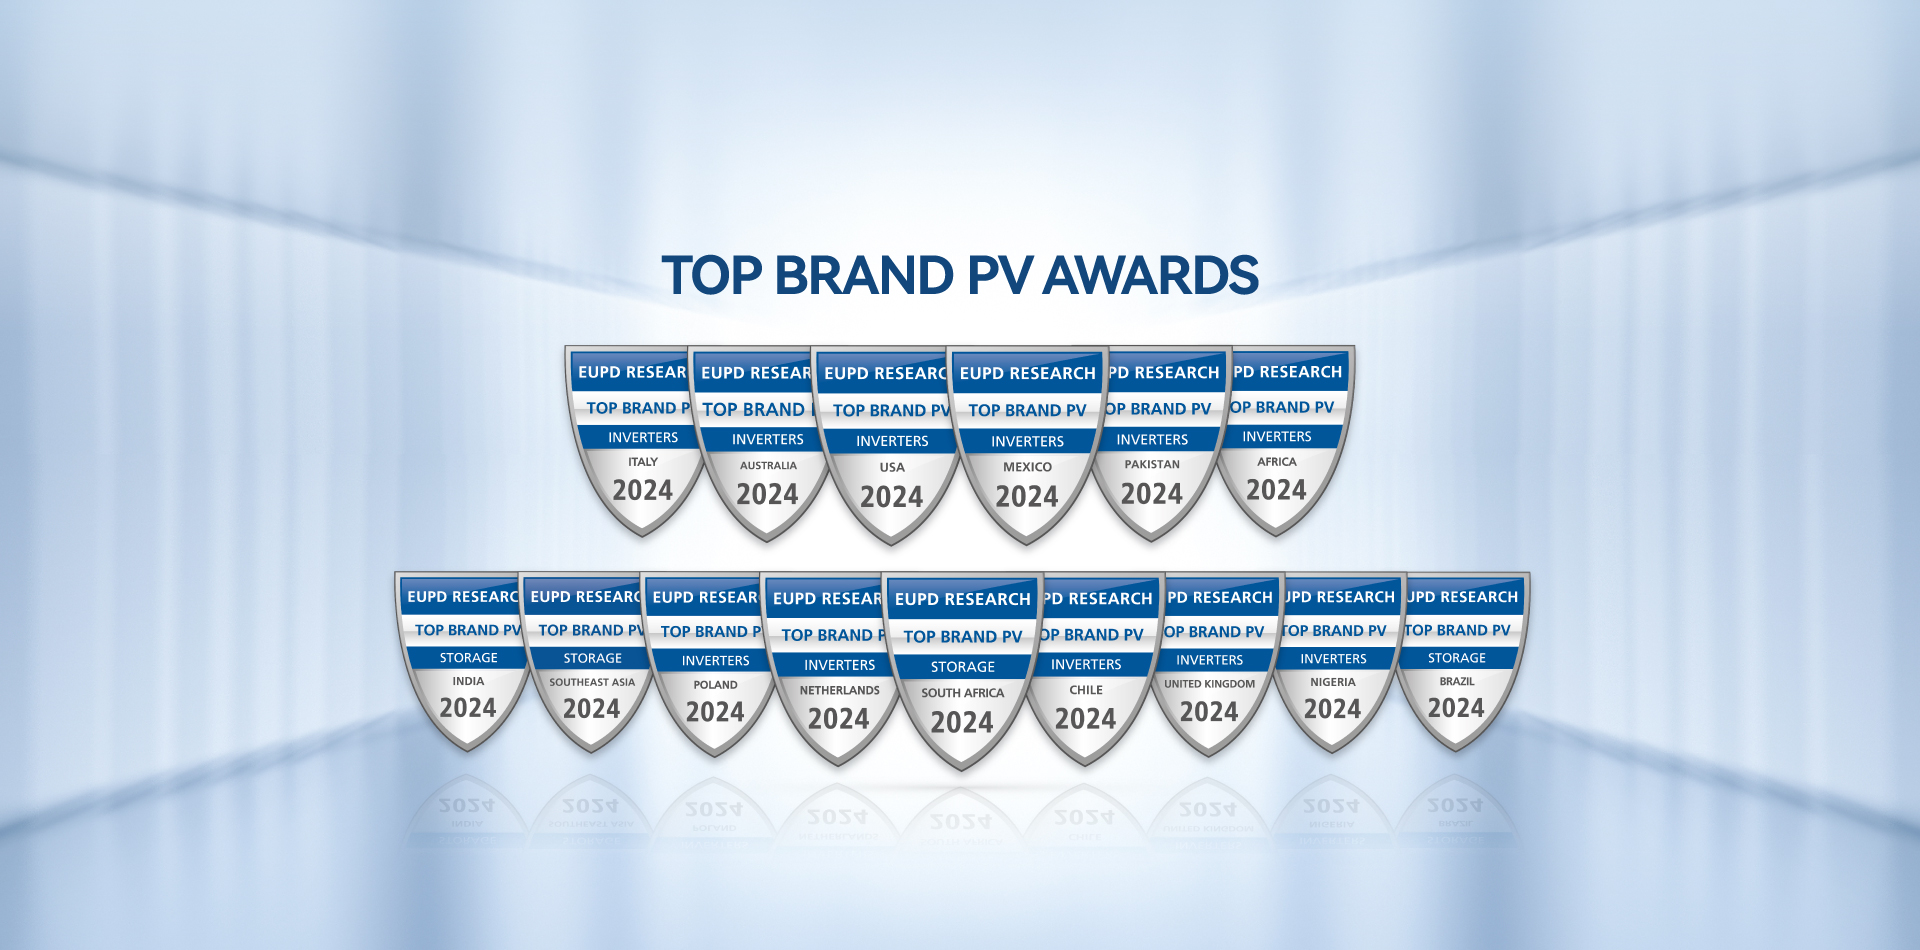 TOP BRAND PV AWARDS
EUPD RESEAR
TOP BRAND P
INVERTERS
ITALY
2024
EUPD RESEAR
TOP BRAND
INVERTERS
AUSTRALIA
2024
EUPD RESEARC
TOP BRAND PV
INVERTERS
USA
2024
EUPD RESEARCH
TOP BRAND PV
INVERTERS
MEXICO
2024
PD RESEARCH
OP BRAND PV
INVERTERS
PAKISTAN
2024
PD RESEARCH
OP BRAND PV
INVERTERS
AFRICA
2024
EUPD RESEARC
TOP BRAND PV
STORAGE
INDIA
2024
EUPD RESEARC
TOP BRAND PV
STORAGE
SOUTHEAST ASIA
2024
EUPD RESEAR
TOP BRAND P
INVERTERS
POLAND
2024
EUPD RESEAR
TOP BRAND P
INVERTERS
NETHERLANDS
2024
EUPD RESEARCH
TOP BRAND PV
STORAGE
SOUTH AFRICA
2024
PD RESEARCH
OP BRAND PV
INVERTERS
CHILE
2024
PD RESEARCH
OP BRAND PV
INVERTERS
UNITED KINGDOM
2024
UPD RESEARCH
TOP BRAND PV
INVERTERS
NIGERIA
2024
UPD RESEARCH
TOP BRAND PV
STORAGE
BRAZIL
2024